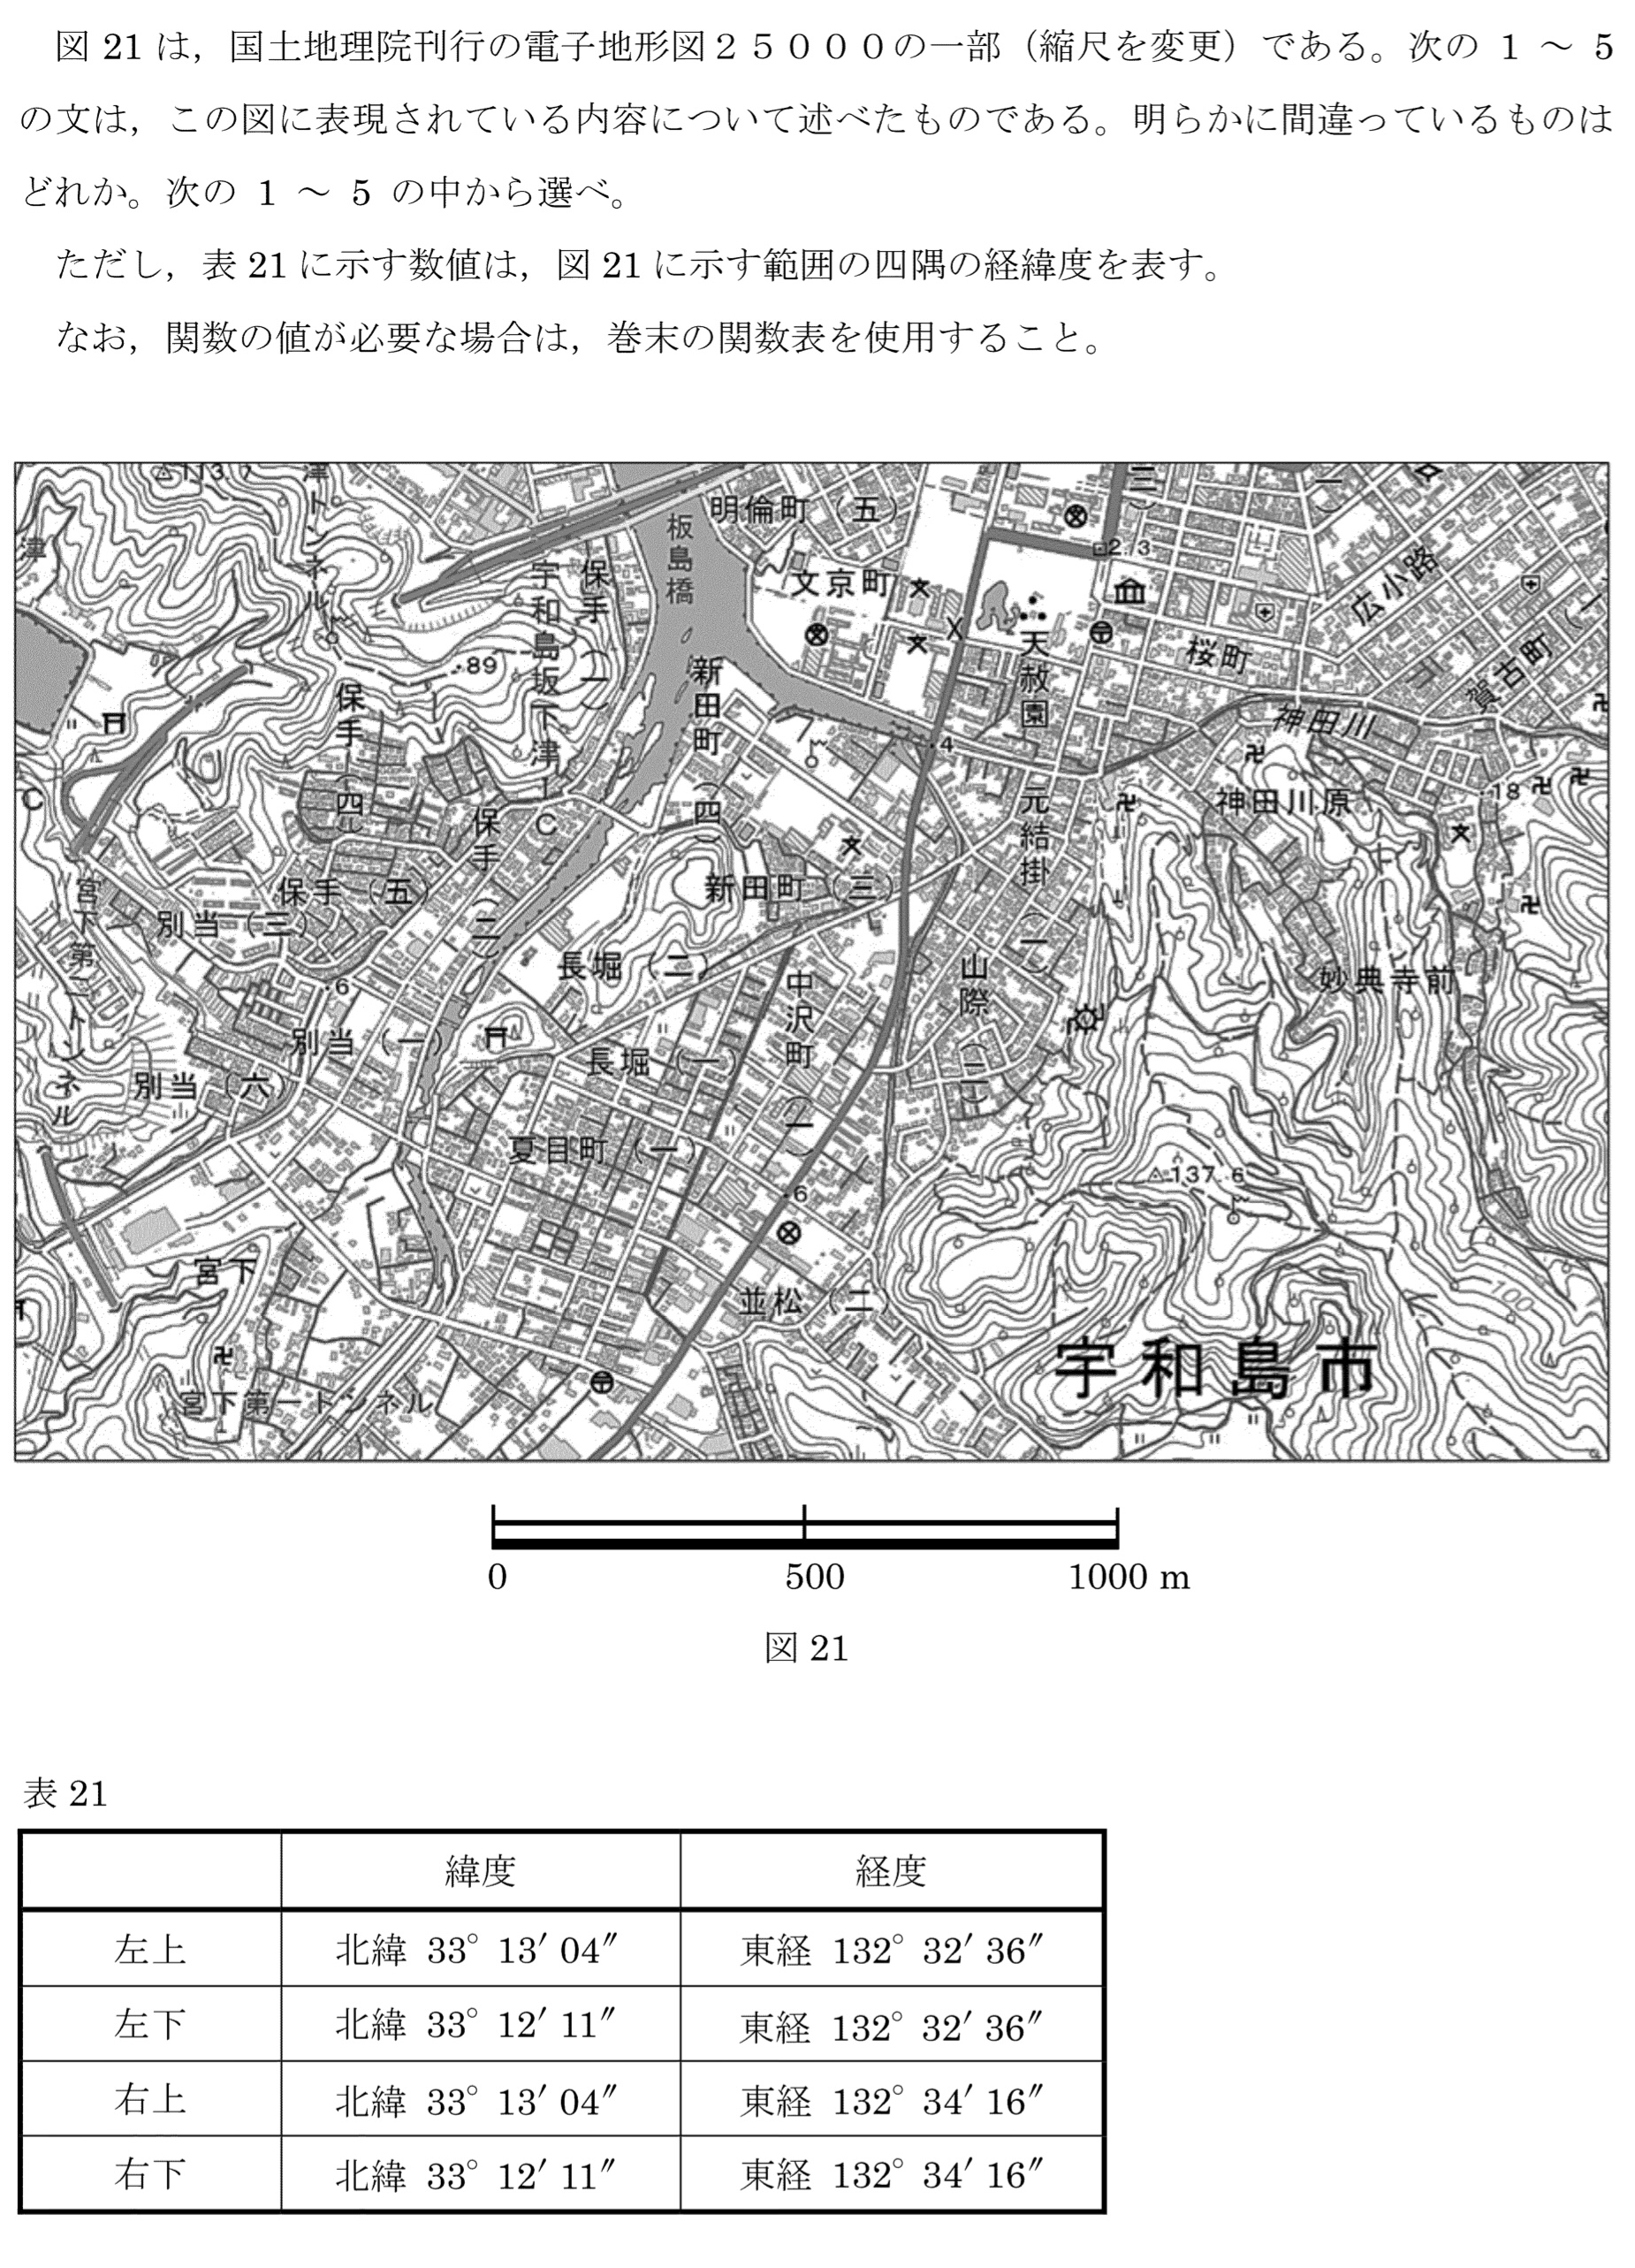 図 21 は，国土地理院刊行の電子地形図２５０００の一部（縮尺を変更）である。次の 1 ～ 5
の文は，この図に表現されている内容について述べたものである。明らかに間違っているものは
どれか。次の 1 ～ 5 の中から選べ。
ただし，表 21 に示す数値は，図 21 に示す範囲の四隅の経緯度を表す。
なお，関数の値が必要な場合は，巻末の関数表を使用すること。
津トンネル
板島橋
明倫町（五）
2.3
広小路
宇和島坂下津ＩＣ
保手（一）
文京町
天赦園
桜町
賀古町（一
89
新田町（四）
保手（四）
神田川
4
保手（二）
元結掛（一）
神田川原
18
保手（五）
新田町（三）
別当（三）
宮下第二トンネル
長堀（二）
中沢町（一）
山際（二）
妙典寺前
6
別当（一）
長堀（一）
別当（六）
夏目町（一）
137.6
6
宮下
並松（二）
100
宇和島市
宮下第一トンネル
0
500
1000 m
図 21
表 21
緯度 経度
左上 北緯 33° 13′ 04″ 東経 132° 32′ 36″
左下 北緯 33° 12′ 11″ 東経 132° 32′ 36″
右上 北緯 33° 13′ 04″ 東経 132° 34′ 16″
右下 北緯 33° 12′ 11″ 東経 132° 34′ 16″